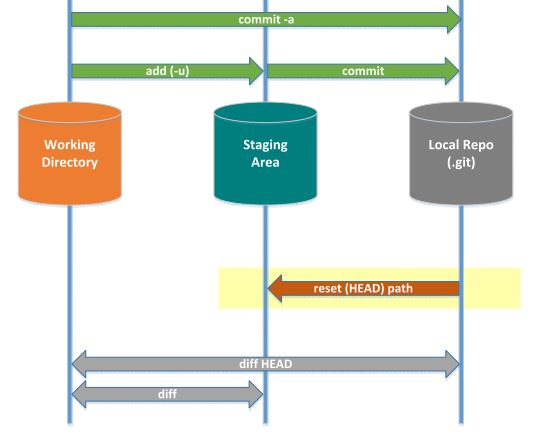 commit -a
add (-u)
commit
Working
Directory
Staging
Area
Local Repo
(.git)
reset (HEAD) path
diff HEAD
diff